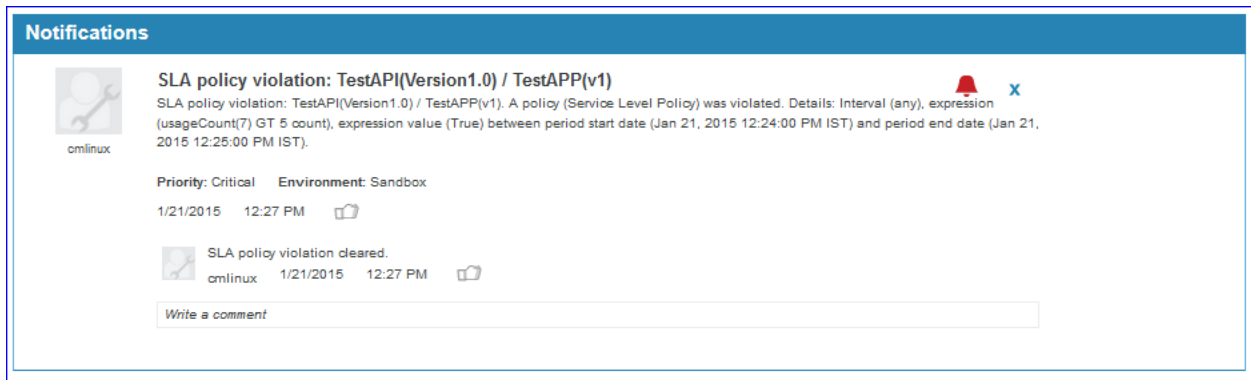 Notifications
SLA policy violation: TestAPI(Version1.0) / TestAPP(v1)
x
SLA policy violation: TestAPI(Version1.0) / TestAPP(v1). A policy (Service Level Policy) was violated. Details: Interval (any), expression
(usageCount(7) GT 5 count), expression value (True) between period start date (Jan 21, 2015 12:24:00 PM IST) and period end date (Jan 21,
2015 12:25:00 PM IST).
cmlinux
Priority: Critical Environment: Sandbox
1/21/2015 12:27 PM
SLA policy violation cleared.
cmlinux 1/21/2015 12:27 PM
Write a comment